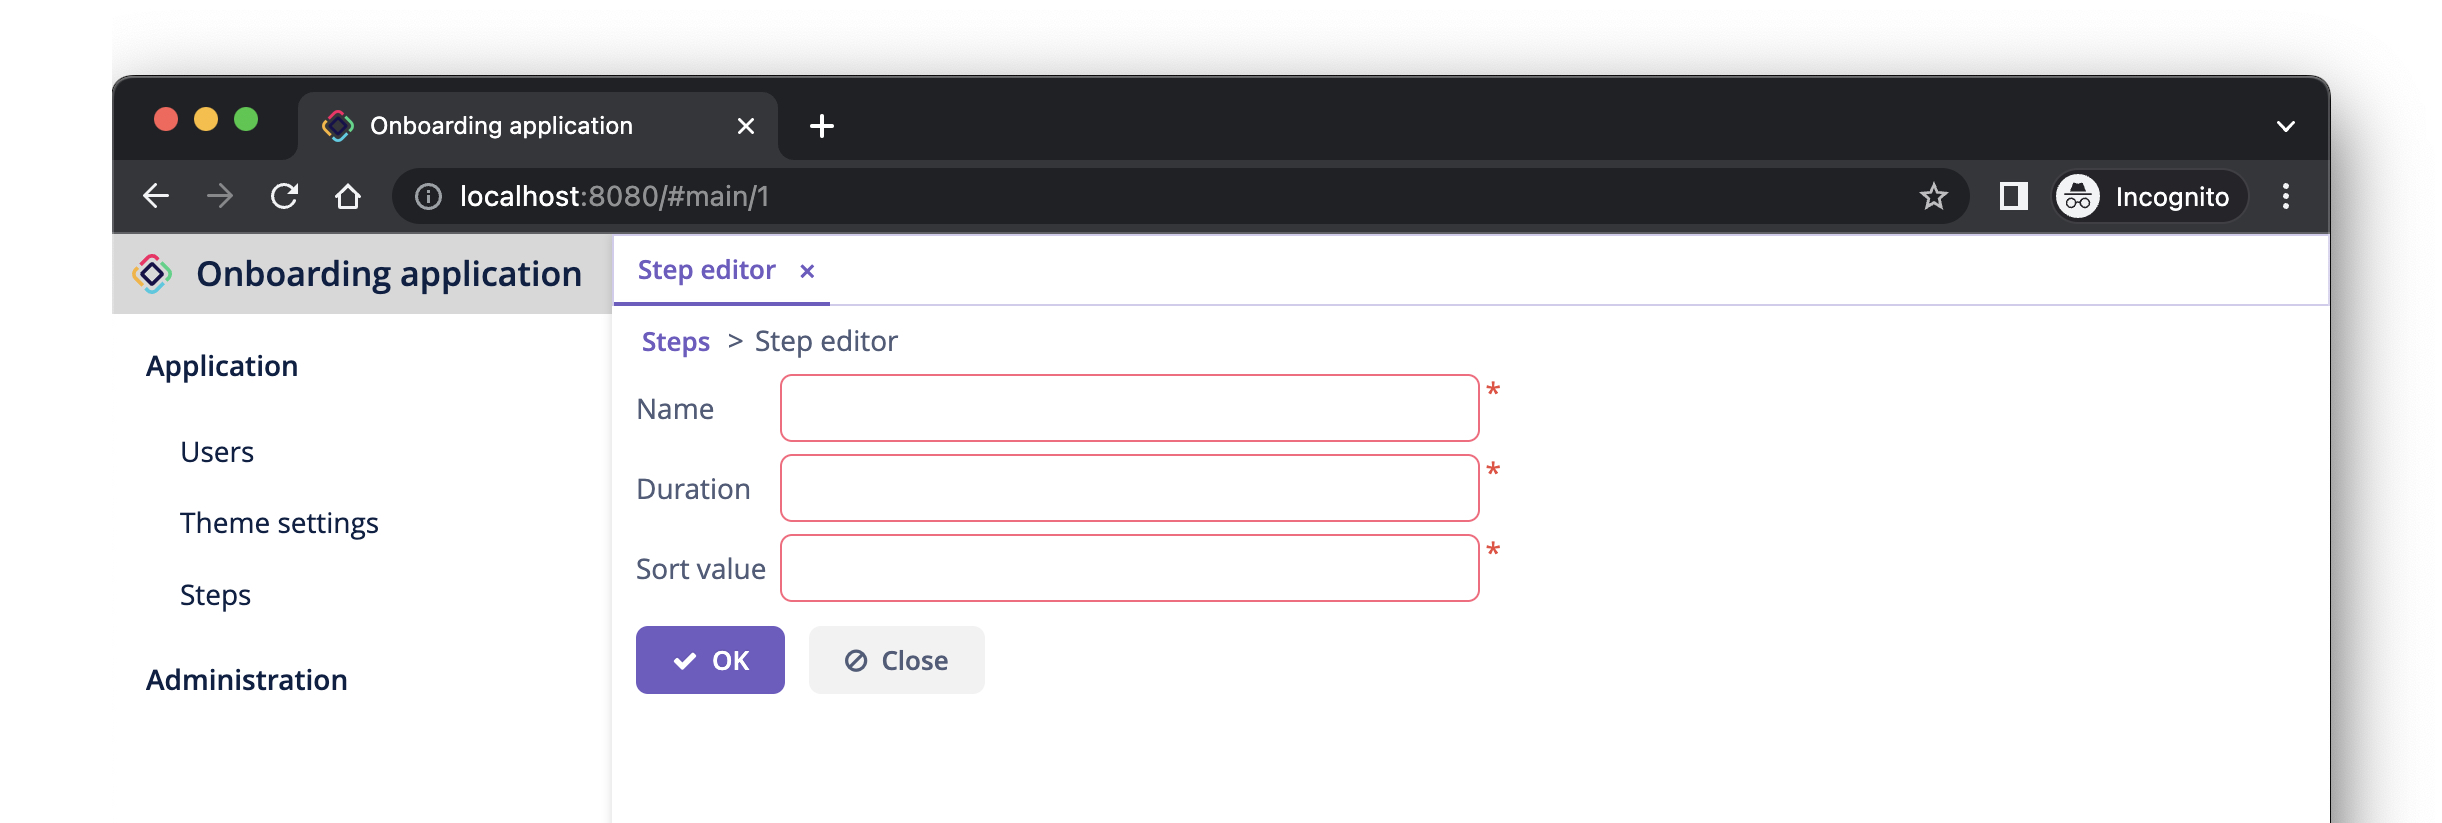 Onboarding application
localhost:8080/#main/1
Incognito
Onboarding application
Application
Users
Theme settings
Steps
Administration
Step editor ×
Steps > Step editor
Name *
Duration *
Sort value *
OK
Close